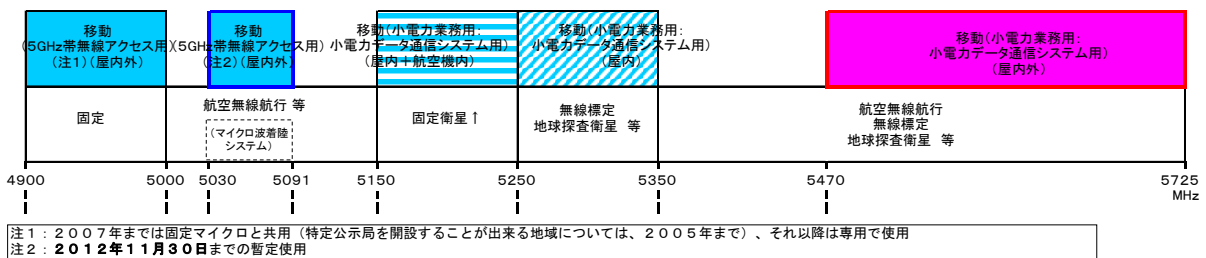 移動
(5GHz帯無線アクセス用)
(注1)(屋内外)
移動
(5GHz帯無線アクセス用)
(注2)(屋内外)
移動(小電力業務用:
小電力データ通信システム用)
(屋内+航空機内)
移動(小電力業務用:
小電力データ通信システム用)
(屋内)
移動(小電力業務用:
小電力データ通信システム用)
(屋内外)
固定
航空無線航行 等
(マイクロ波着陸
システム)
固定衛星↑
無線標定
地球探査衛星 等
航空無線航行
無線標定
地球探査衛星 等
4900 5000 5030 5091 5150 5250 5350 5470 5725
MHz
注1:2007年までは固定マイクロと共用(特定公示局を開設することが出来る地域については、2005年まで)、それ以降は専用で使用
注2:2012年11月30日までの暫定使用